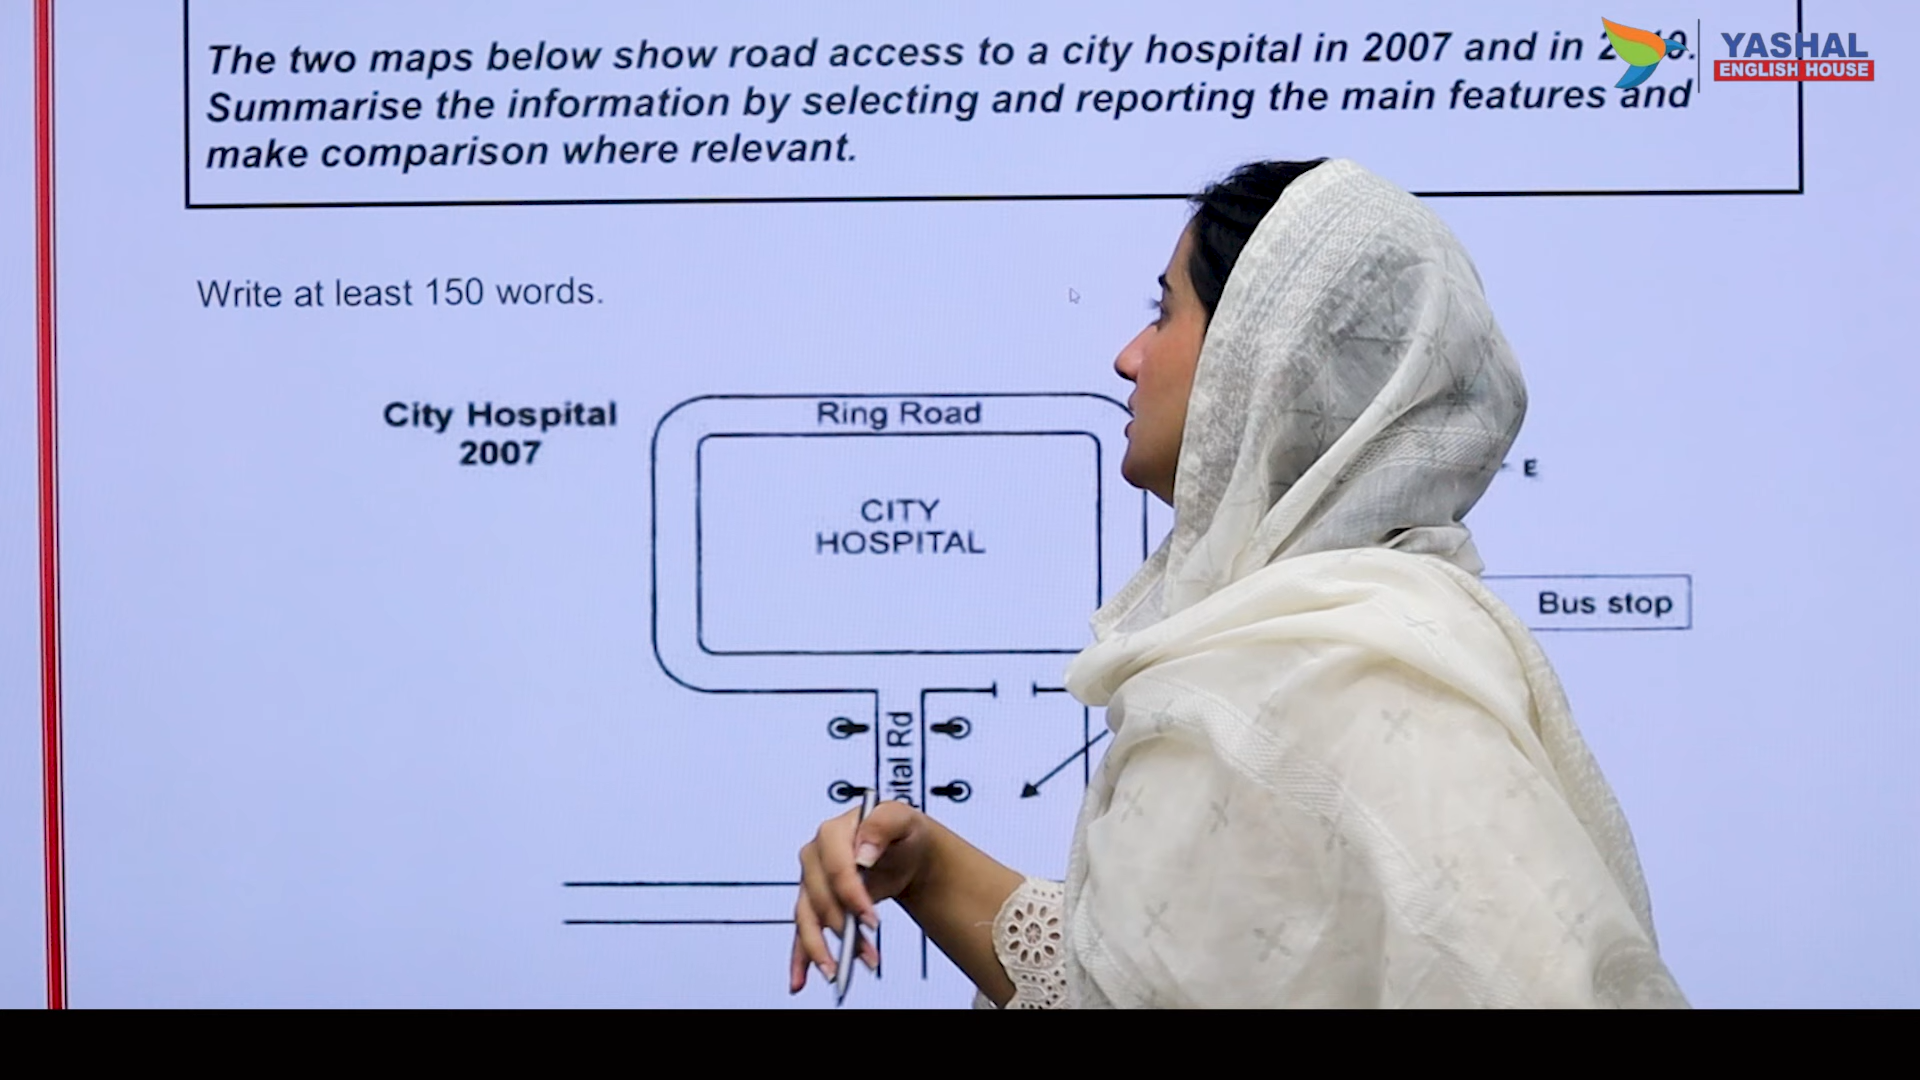 The two maps below show road access to a city hospital in 2007 and in
Summarise the information by selecting and reporting the main features and
make comparison where relevant.
YASHAL
ENGLISH HOUSE
Write at least 150 words.
City Hospital
2007
Ring Road
CITY
HOSPITAL
E
Bus stop
Rd